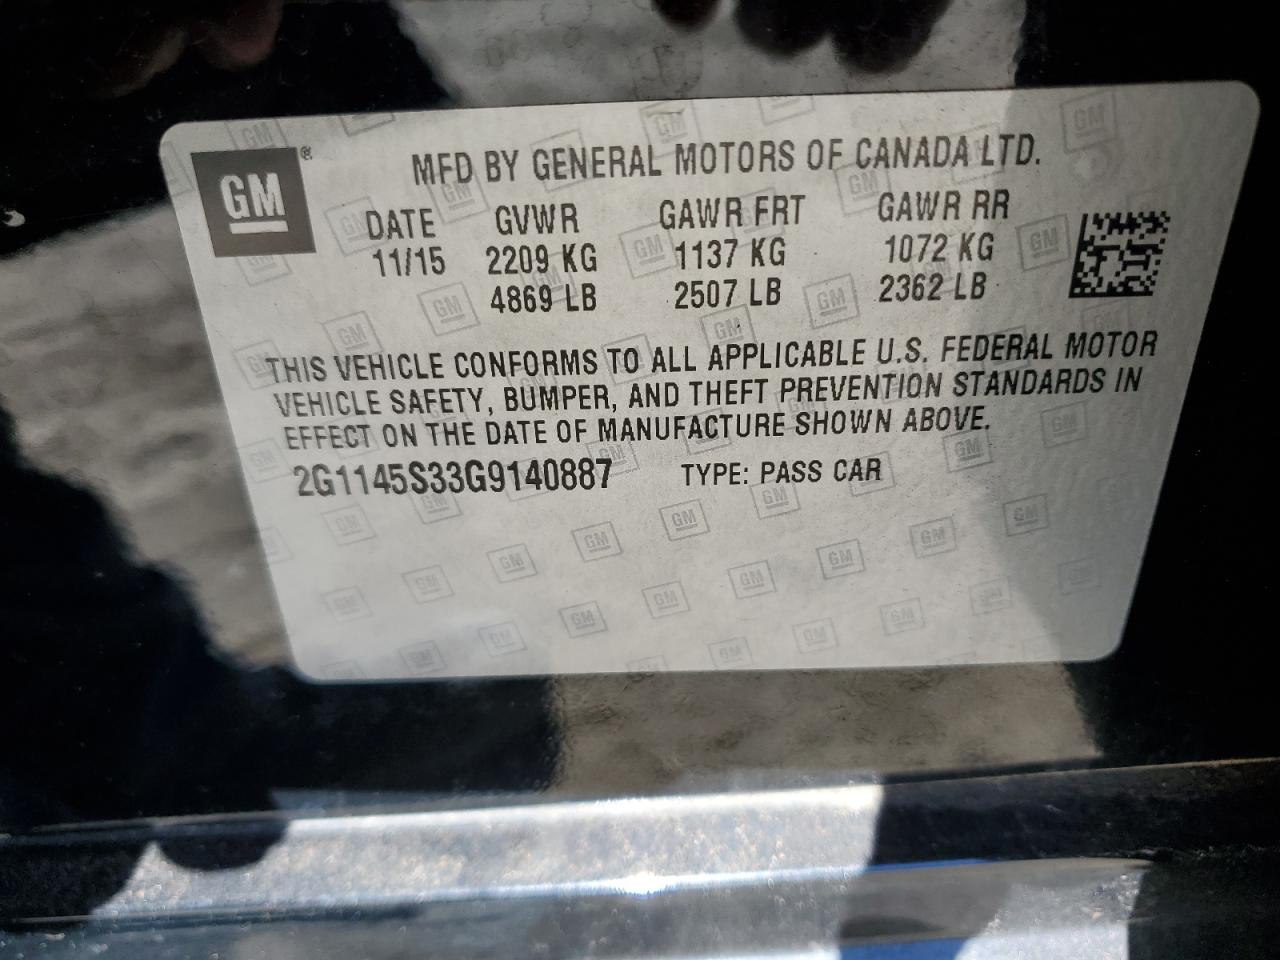 GM®
MFD BY GENERAL MOTORS OF CANADA LTD.
DATE GVWR GAWR FRT GAWR RR
11/15 2209 KG 1137 KG 1072 KG
4869 LB 2507 LB 2362 LB
THIS VEHICLE CONFORMS TO ALL APPLICABLE U.S. FEDERAL MOTOR
VEHICLE SAFETY, BUMPER, AND THEFT PREVENTION STANDARDS IN
EFFECT ON THE DATE OF MANUFACTURE SHOWN ABOVE.
2G1145S33G9140887 TYPE: PASS CAR